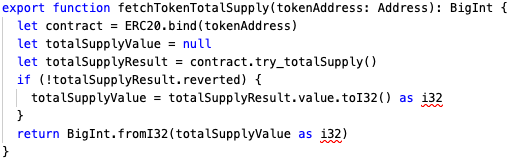 export function fetchTokenTotalSupply(tokenAddress: Address): BigInt {
  let contract = ERC20.bind(tokenAddress)
  let totalSupplyValue = null
  let totalSupplyResult = contract.try_totalSupply()
  if (!totalSupplyResult.reverted) {
    totalSupplyValue = totalSupplyResult.value.toI32() as i32
  }
  return BigInt.fromI32(totalSupplyValue as i32)
}